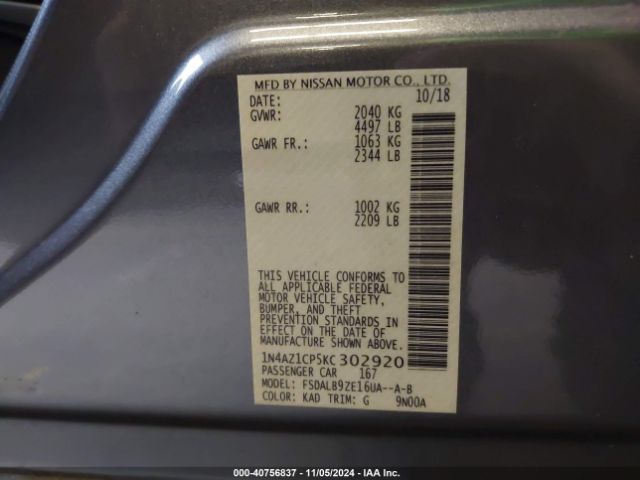 MFD BY NISSAN MOTOR CO., LTD.
DATE: 10/18
GVWR: 2040 KG
4497 LB
GAWR FR.: 1063 KG
2344 LB
GAWR RR.: 1002 KG
2209 LB
THIS VEHICLE CONFORMS TO
ALL APPLICABLE FEDERAL
MOTOR VEHICLE SAFETY,
BUMPER, AND THEFT
PREVENTION STANDARDS IN
EFFECT ON THE DATE OF
MANUFACTURE SHOWN ABOVE.
1N4AZ1CP5KC302920
PASSENGER CAR 167
MODEL: FSDALB9ZE16UA--A-B
COLOR: KAD TRIM: G 9N00A
000-40756837 - 11/05/2024 - IAA Inc.